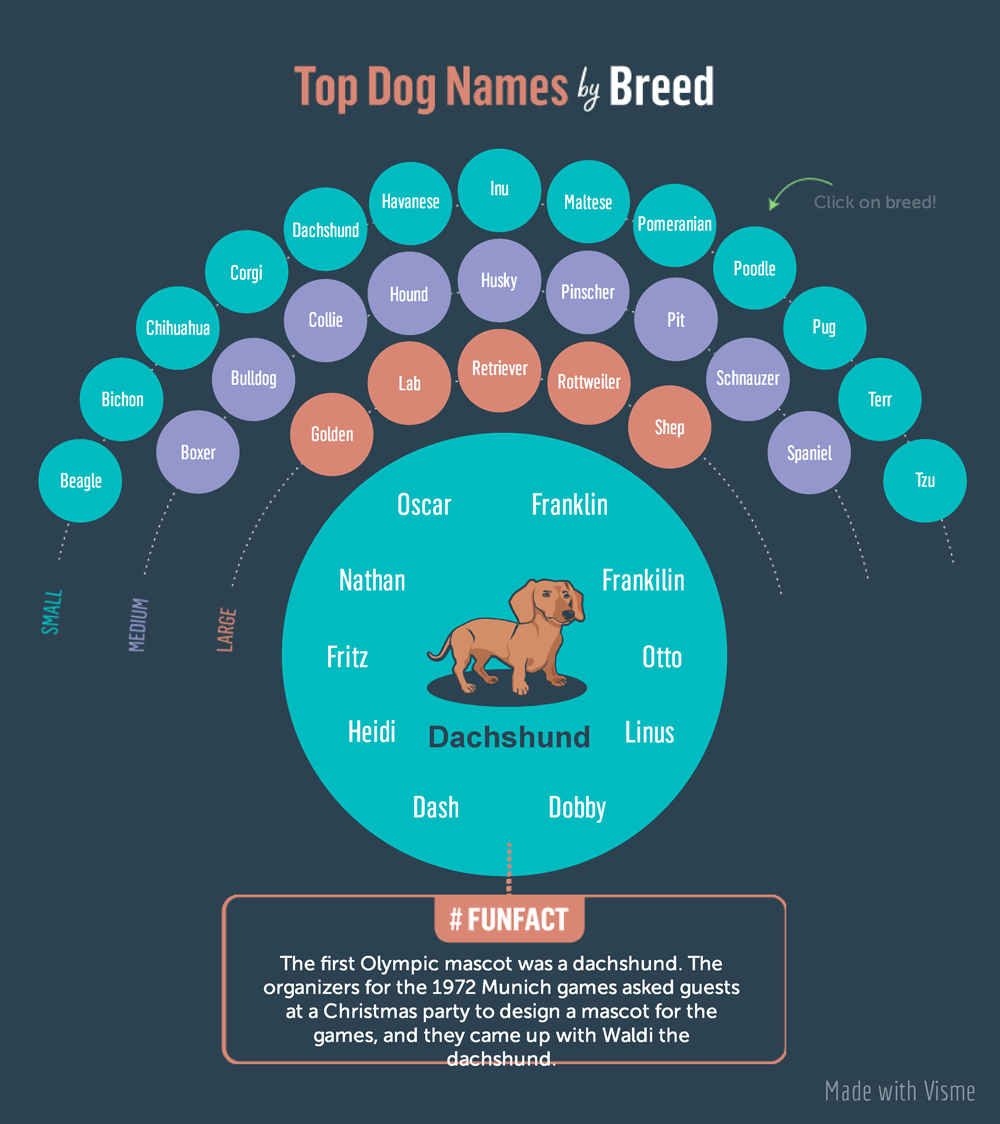 Top Dog Names by Breed
Click on breed!
Inu
Havanese
Maltese
Dachshund
Pomeranian
Corgi
Poodle
Chihuahua
Pug
Bichon
Terr
Beagle
Tzu
Husky
Hound
Pinscher
Collie
Pit
Bulldog
Schnauzer
Boxer
Spaniel
Retriever
Lab
Rottweiler
Golden
Shep
SMALL
MEDIUM
LARGE
Oscar
Franklin
Nathan
Frankilin
Fritz
Otto
Heidi
Dachshund
Linus
Dash
Dobby
# FUNFACT
The first Olympic mascot was a dachshund. The
organizers for the 1972 Munich games asked guests
at a Christmas party to design a mascot for the
games, and they came up with Waldi the
dachshund.
Made with Visme